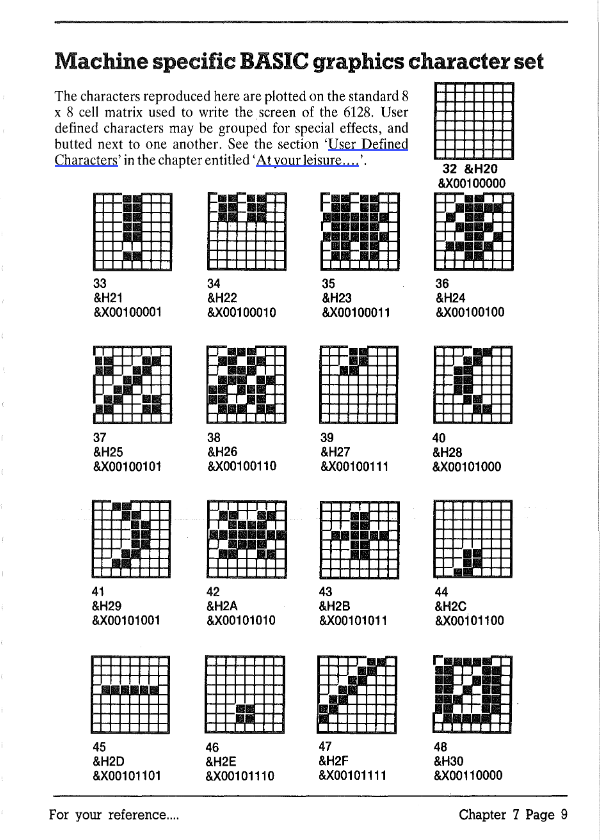 Machine specific BASIC graphics character set
The characters reproduced here are plotted on the standard 8
x 8 cell matrix used to write the screen of the 6128. User
defined characters may be grouped for special effects, and
butted next to one another. See the section 'User Defined
Characters' in the chapter entitled 'At your leisure....'.
32 &H20
&X00100000
33
&H21
&X00100001
34
&H22
&X00100010
35
&H23
&X00100011
36
&H24
&X00100100
37
&H25
&X00100101
38
&H26
&X00100110
39
&H27
&X00100111
40
&H28
&X00101000
41
&H29
&X00101001
42
&H2A
&X00101010
43
&H2B
&X00101011
44
&H2C
&X00101100
45
&H2D
&X00101101
46
&H2E
&X00101110
47
&H2F
&X00101111
48
&H30
&X00110000
For your reference....
Chapter 7 Page 9